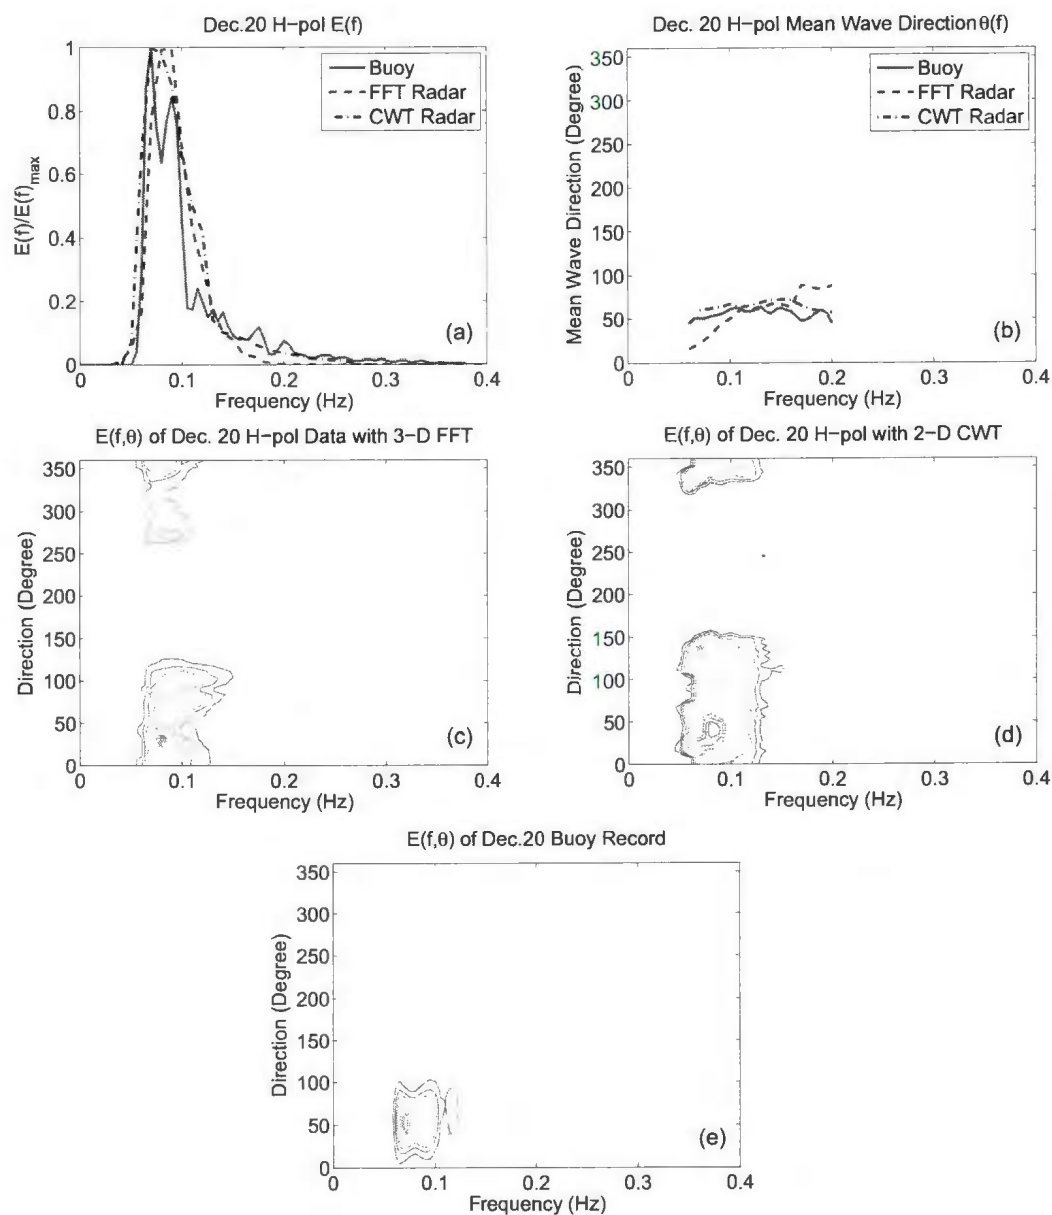 Dec.20 H-pol E(f)
1
0.8
0.6
0.4
0.2
0
E(f)/E(f)max
Buoy
FFT Radar
CWT Radar
(a)
0 0.1 0.2 0.3 0.4
Frequency (Hz)
Dec. 20 H-pol Mean Wave Direction θ(f)
350
300
250
200
150
100
50
0
Mean Wave Direction (Degree)
Buoy
FFT Radar
CWT Radar
(b)
0 0.1 0.2 0.3 0.4
Frequency (Hz)
E(f,θ) of Dec. 20 H-pol Data with 3-D FFT
350
300
250
200
150
100
50
0
Direction (Degree)
(c)
0 0.1 0.2 0.3 0.4
Frequency (Hz)
E(f,θ) of Dec. 20 H-pol with 2-D CWT
350
300
250
200
150
100
50
0
Direction (Degree)
(d)
0 0.1 0.2 0.3 0.4
Frequency (Hz)
E(f,θ) of Dec.20 Buoy Record
350
300
250
200
150
100
50
0
Direction (Degree)
(e)
0 0.1 0.2 0.3 0.4
Frequency (Hz)